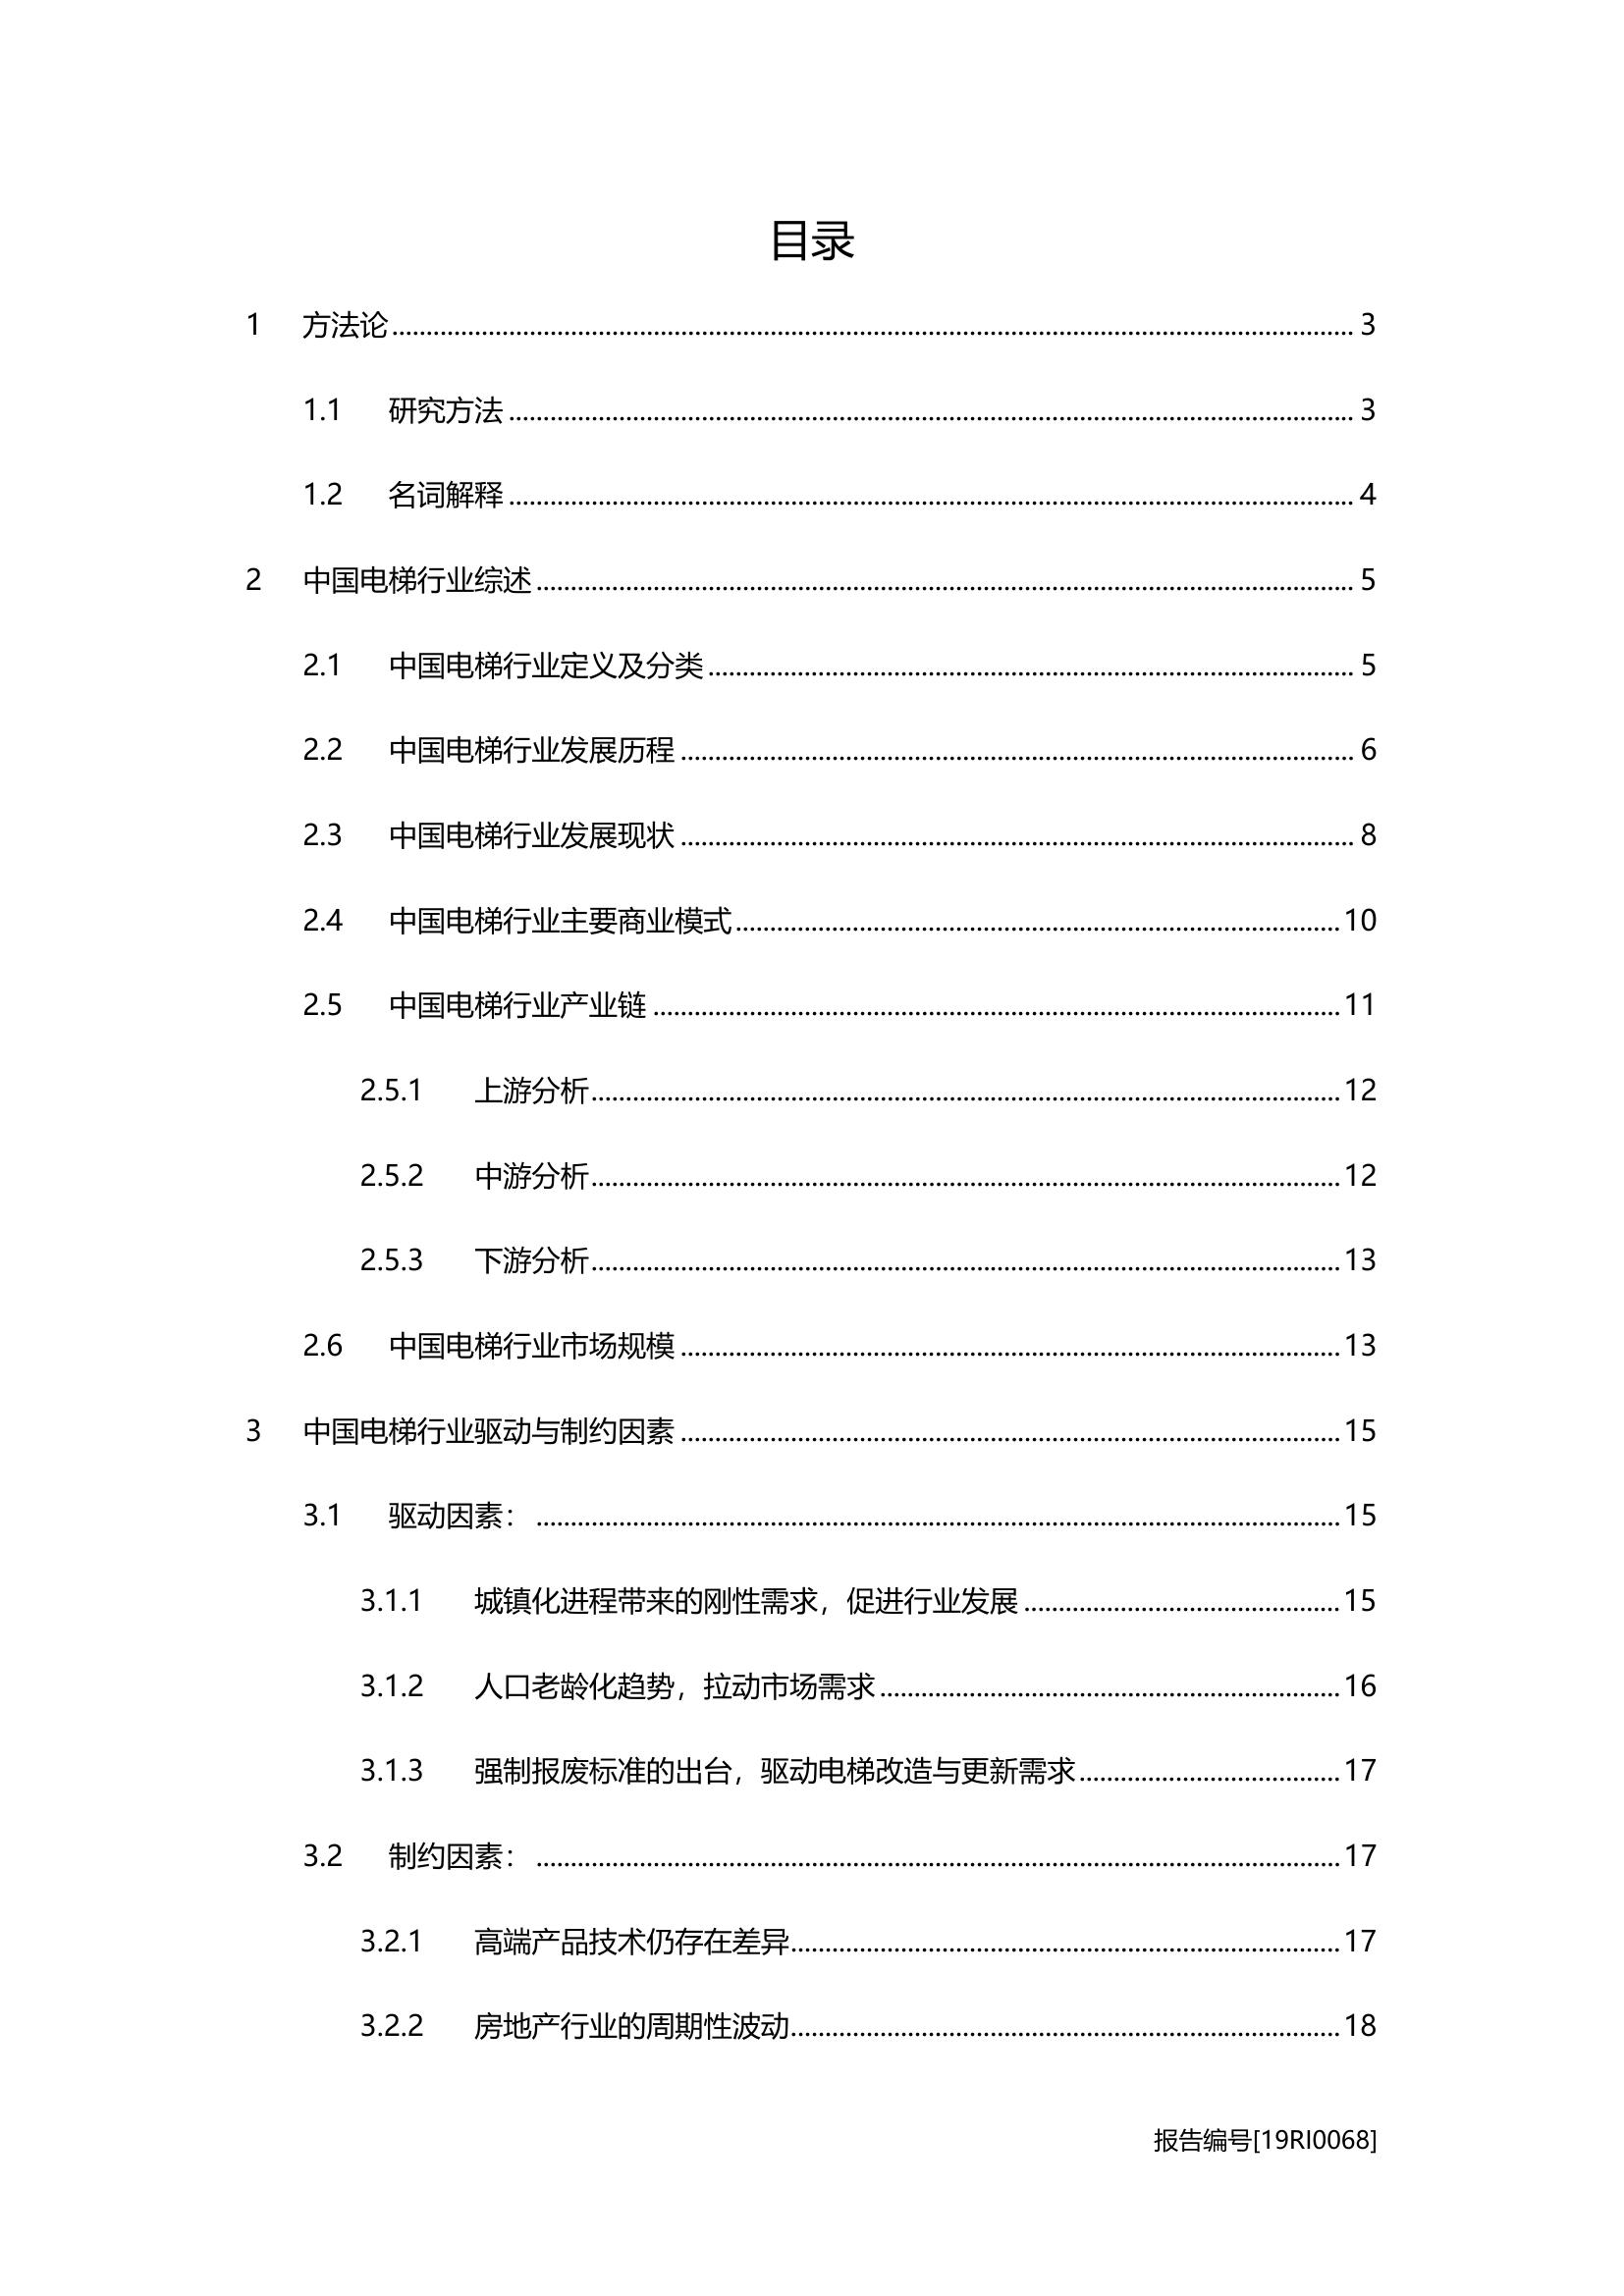 目录
1 方法论 ........ 3
1.1 研究方法 ........ 3
1.2 名词解释 ........ 4
2 中国电梯行业综述 ........ 5
2.1 中国电梯行业定义及分类 ........ 5
2.2 中国电梯行业发展历程 ........ 6
2.3 中国电梯行业发展现状 ........ 8
2.4 中国电梯行业主要商业模式 ........ 10
2.5 中国电梯行业产业链 ........ 11
2.5.1 上游分析 ........ 12
2.5.2 中游分析 ........ 12
2.5.3 下游分析 ........ 13
2.6 中国电梯行业市场规模 ........ 13
3 中国电梯行业驱动与制约因素 ........ 15
3.1 驱动因素： ........ 15
3.1.1 城镇化进程带来的刚性需求，促进行业发展 ........ 15
3.1.2 人口老龄化趋势，拉动市场需求 ........ 16
3.1.3 强制报废标准的出台，驱动电梯改造与更新需求 ........ 17
3.2 制约因素： ........ 17
3.2.1 高端产品技术仍存在差异 ........ 17
3.2.2 房地产行业的周期性波动 ........ 18
报告编号[19RI0068]